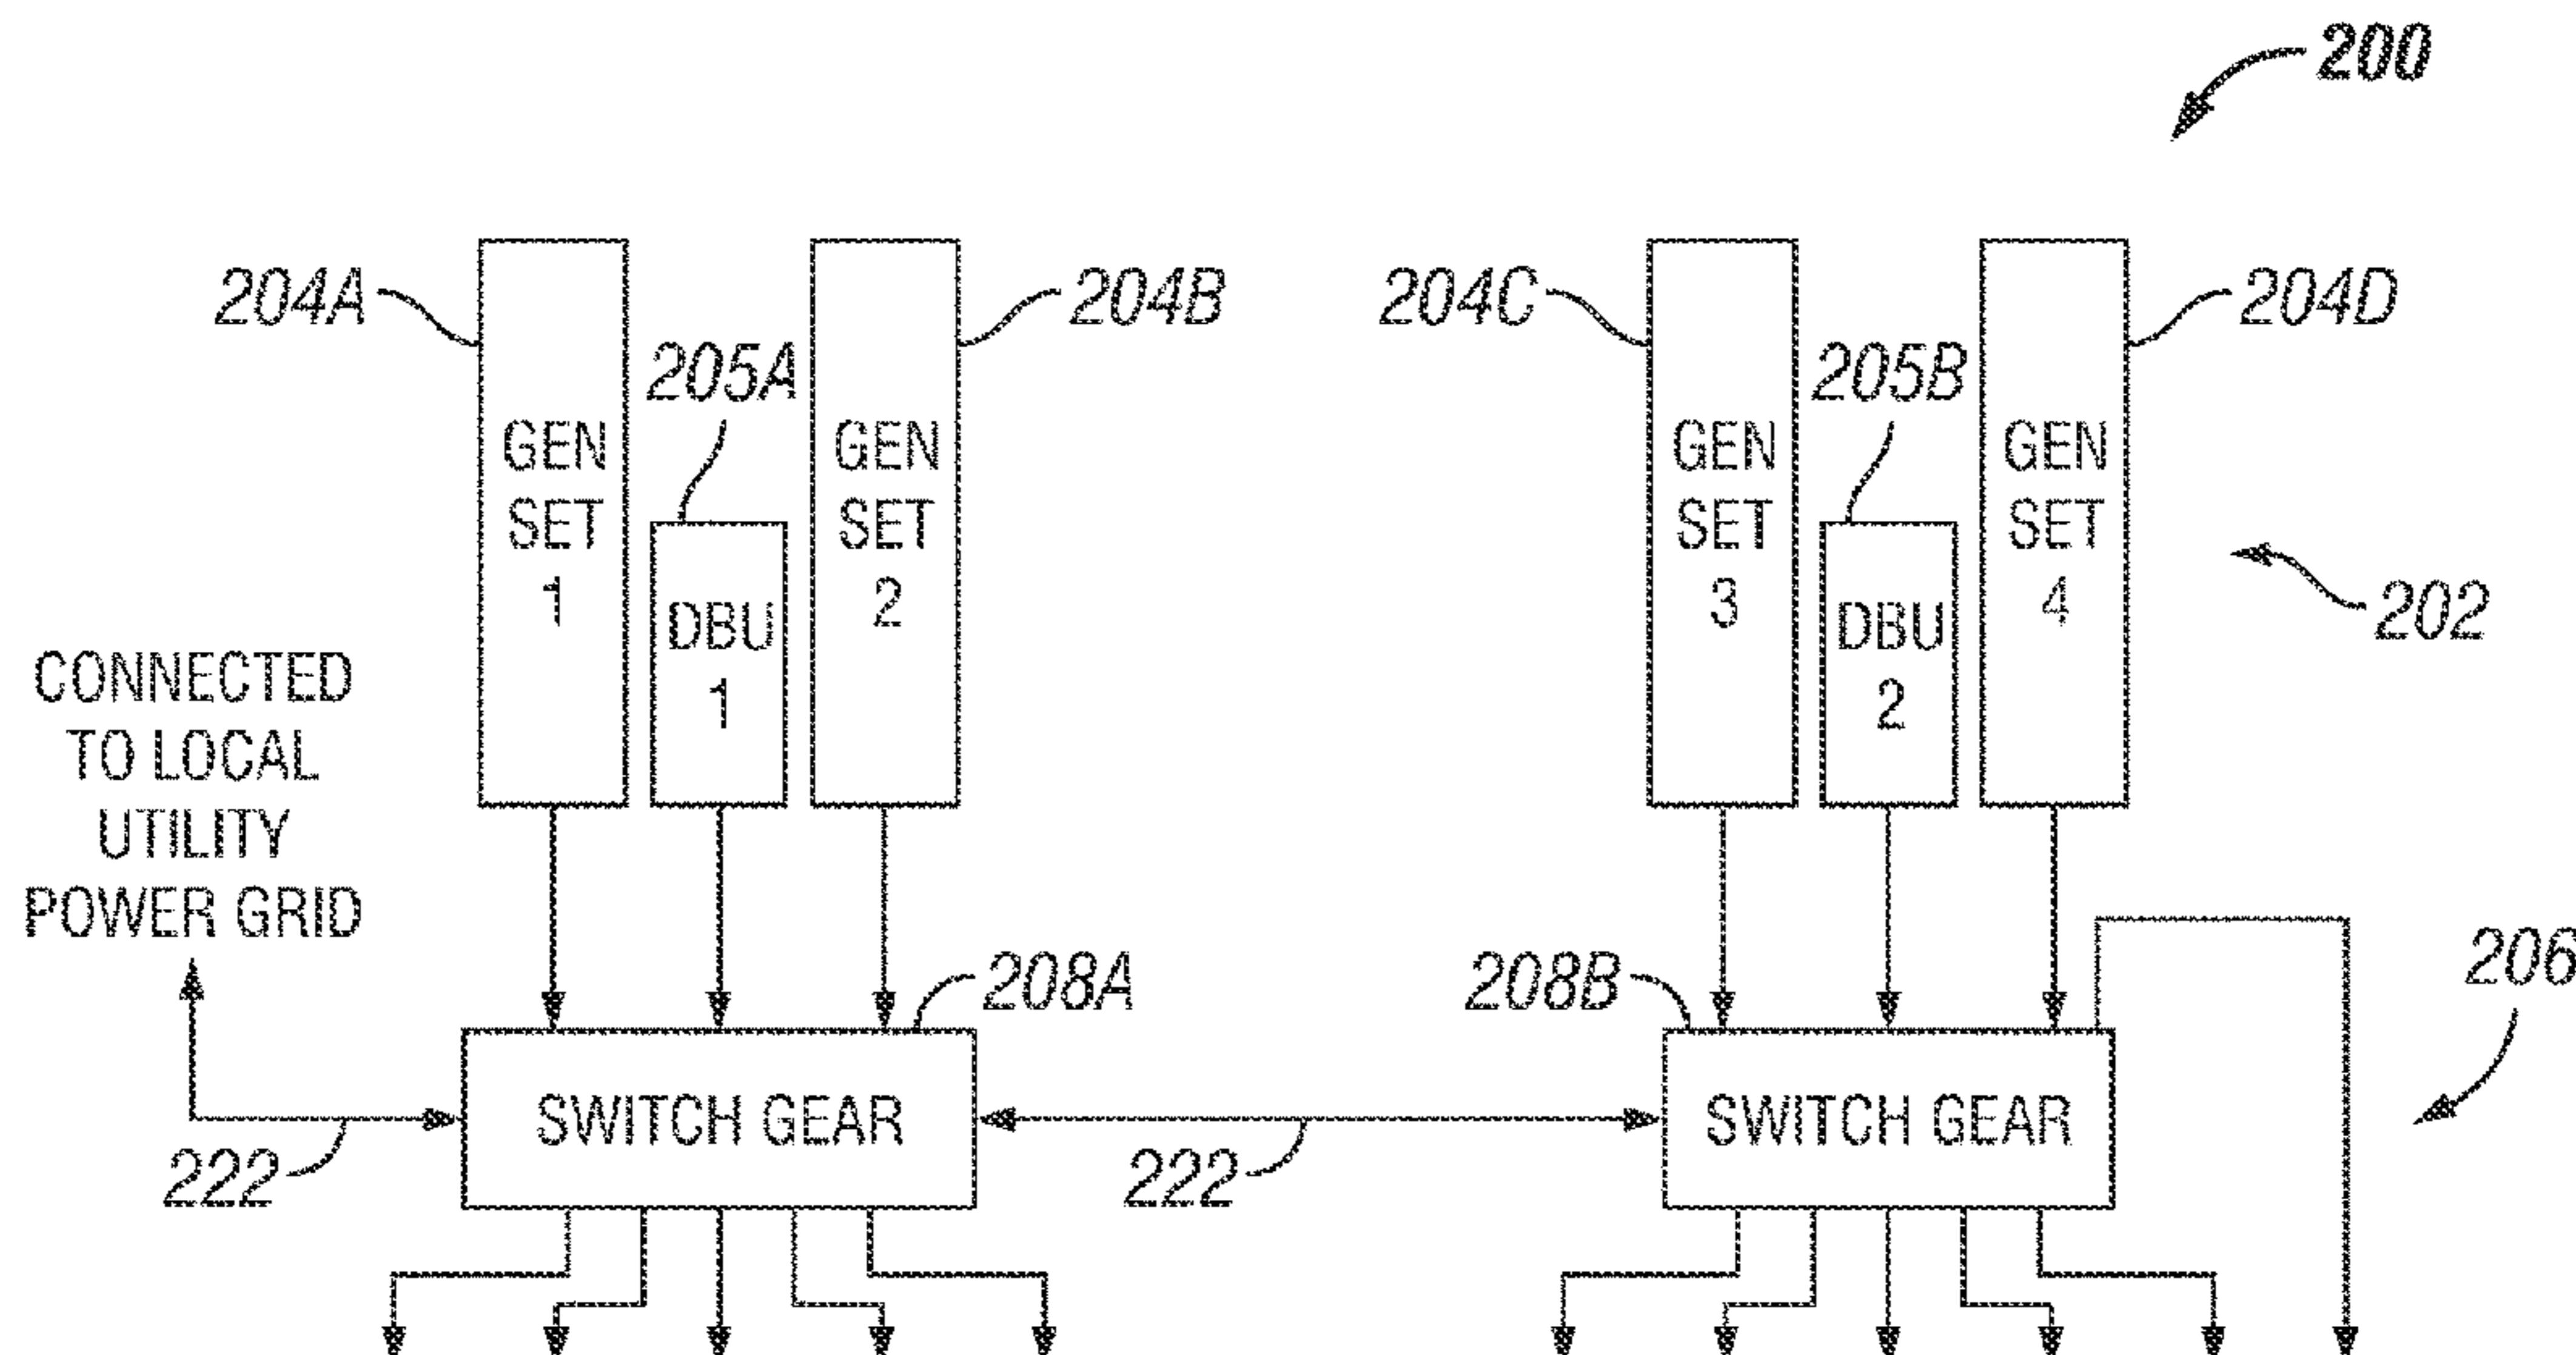 200
204A
204B
204C
204D
205A
205B
GEN
SET
1
DBU
1
GEN
SET
2
GEN
SET
3
DBU
2
GEN
SET
4
202
CONNECTED
TO LOCAL
UTILITY
POWER GRID
208A
208B
206
SWITCH GEAR
SWITCH GEAR
222
222